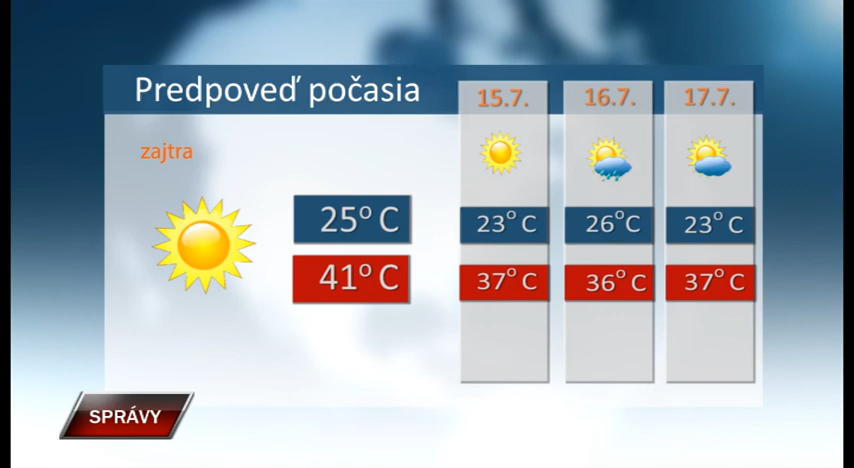 Predpoveď počasia
zajtra
25° C
41° C
15.7.
23° C
37° C
16.7.
26°C
36° C
17.7.
23° C
37° C
SPRÁVY